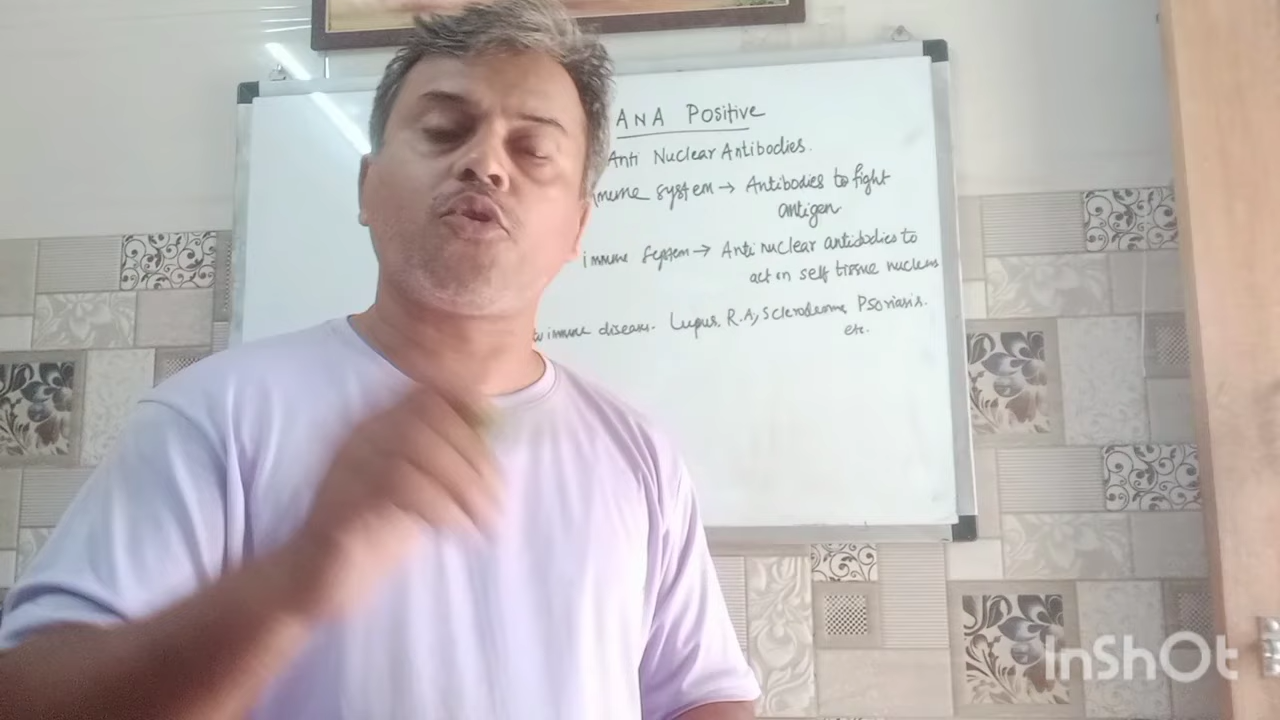 ANA Positive
Anti Nuclear Antibodies.
mmune system → Antibodies to fight
antigen
immune system → Anti nuclear antibodies to
act on self tissue nucleus
immune disease. Lupus, R.A, Scleroderma, Psoriasis.
etc.
InShOt